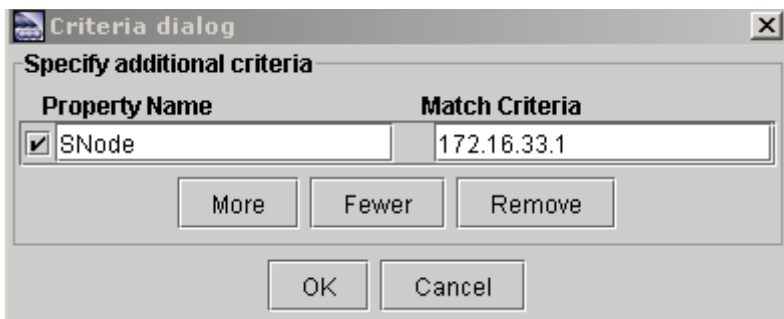 Criteria dialog
Specify additional criteria
Property Name Match Criteria
SNode 172.16.33.1
More Fewer Remove
OK Cancel